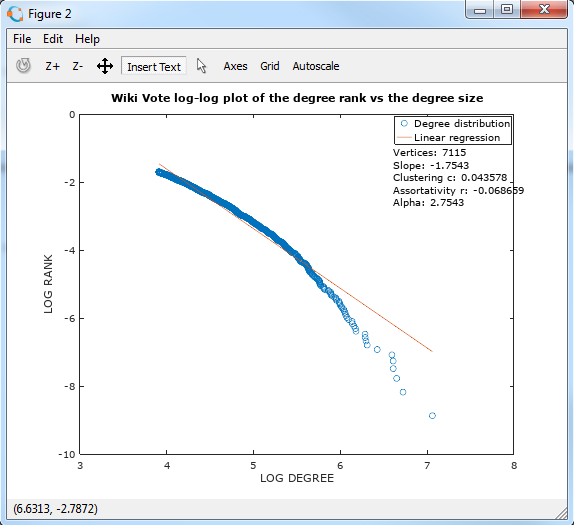 Figure 2
File Edit Help
Z+ Z- Insert Text Axes Grid Autoscale
Wiki Vote log-log plot of the degree rank vs the degree size
Degree distribution
Linear regression
Vertices: 7115
Slope: -1.7543
Clustering c: 0.043578
Assortativity r: -0.068659
Alpha: 2.7543
0
-2
-4
-6
-8
-10
LOG RANK
3 4 5 6 7 8
LOG DEGREE
(6.6313, -2.7872)